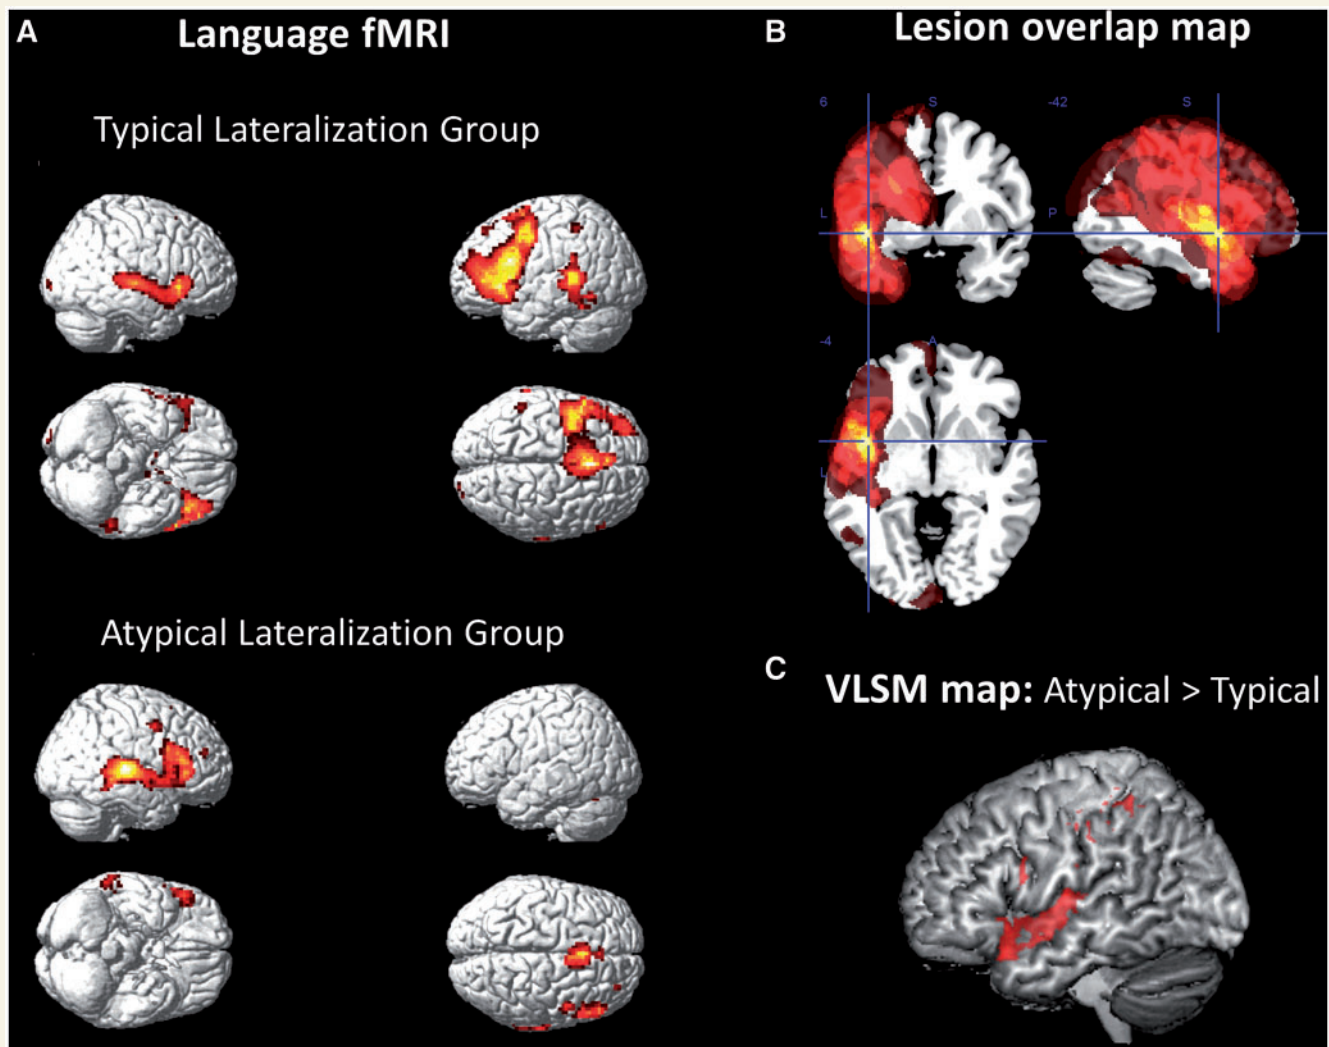 A
Language fMRI
Typical Lateralization Group
Atypical Lateralization Group
B
Lesion overlap map
6
S
-42
S
L
P
-4
A
L
C
VLSM map: Atypical > Typical